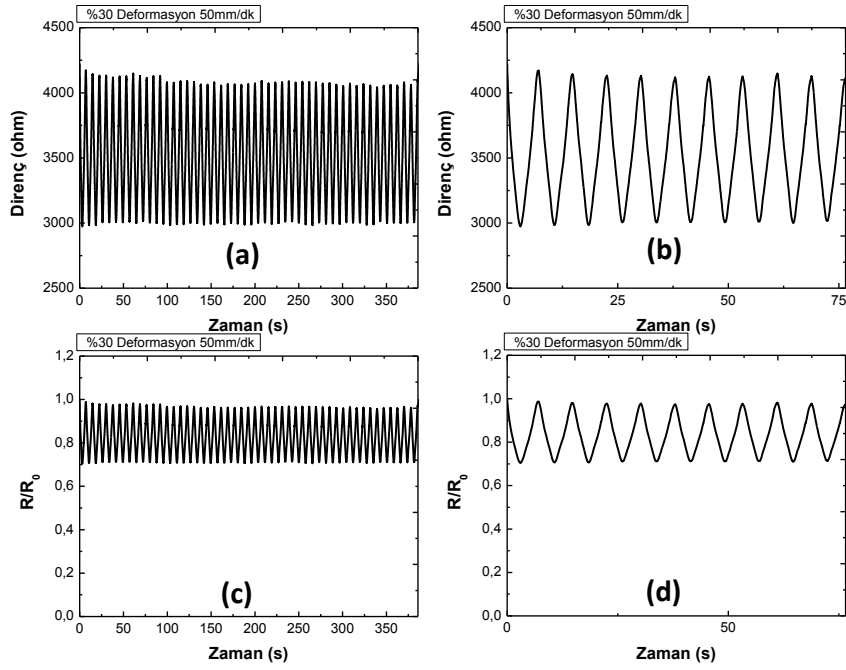 %30 Deformasyon 50mm/dk
4500
4000
3500
3000
2500
Direnç (ohm)
(a)
0 50 100 150 200 250 300 350
Zaman (s)
%30 Deformasyon 50mm/dk
4500
4000
3500
3000
2500
Direnç (ohm)
(b)
0 25 50 75
Zaman (s)
%30 Deformasyon 50mm/dk
1,2
1,0
0,8
0,6
0,4
0,2
0,0
R/R0
(c)
0 50 100 150 200 250 300 350
Zaman (s)
%30 Deformasyon 50mm/dk
1,2
1,0
0,8
0,6
0,4
0,2
0,0
R/R0
(d)
0 50
Zaman (s)